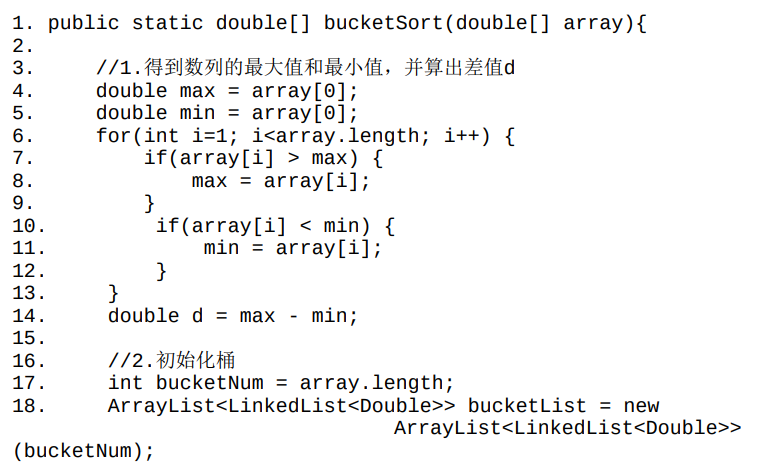 1. public static double[] bucketSort(double[] array){
2.
3.     //1.得到数列的最大值和最小值，并算出差值d
4.     double max = array[0];
5.     double min = array[0];
6.     for(int i=1; i<array.length; i++) {
7.         if(array[i] > max) {
8.             max = array[i];
9.         }
10.         if(array[i] < min) {
11.             min = array[i];
12.         }
13.     }
14.     double d = max - min;
15.
16.     //2.初始化桶
17.     int bucketNum = array.length;
18.     ArrayList<LinkedList<Double>> bucketList = new
ArrayList<LinkedList<Double>>
(bucketNum);